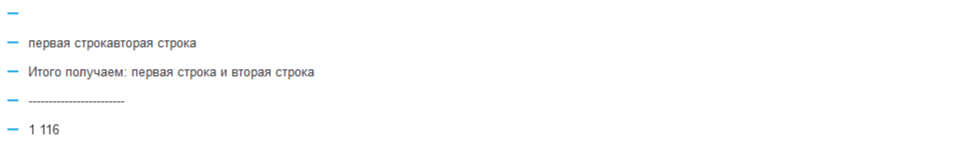 —
— первая строкавторая строка
— Итого получаем: первая строка и вторая строка
— ------------------------
— 1 116